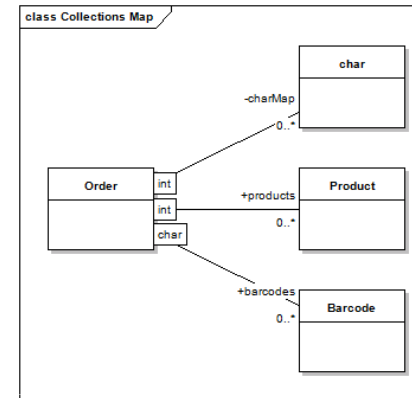 class Collections Map
char
-charMap
0..*
Order
int
int
char
+products
0..*
Product
+barcodes
0..*
Barcode